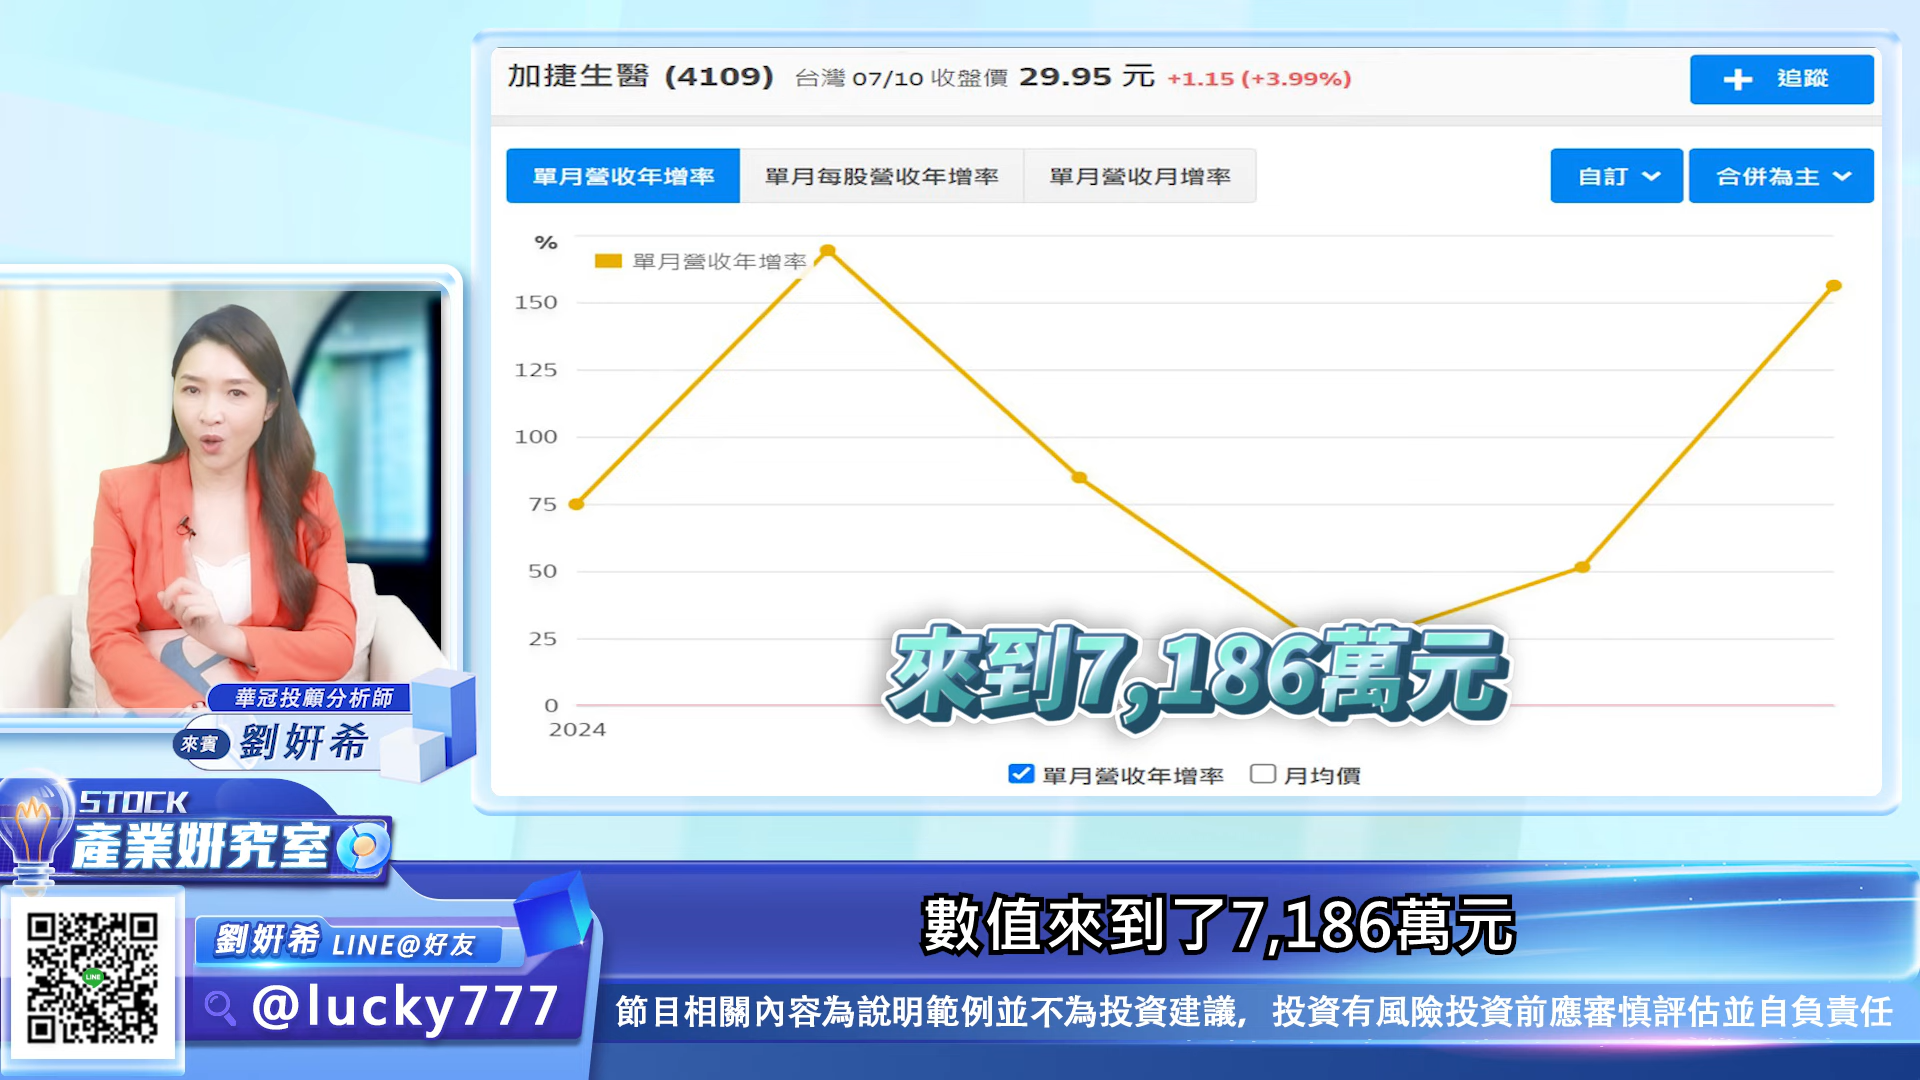 加捷生醫 (4109) 台灣 07/10 收盤價 29.95 元 +1.15 (+3.99%)
追蹤
單月營收年增率
單月每股營收年增率
單月營收月增率
自訂
合併為主
%
單月營收年增率
150
125
100
75
50
25
0
2024
來到7,186萬元
單月營收年增率
月均價
華冠投顧分析師
來賓
劉妍希
STOCK
產業妍究室
LINE
劉妍希 LINE@好友
@lucky777
數值來到了7,186萬元
節目相關內容為說明範例並不為投資建議，投資有風險投資前應審慎評估並自負責任